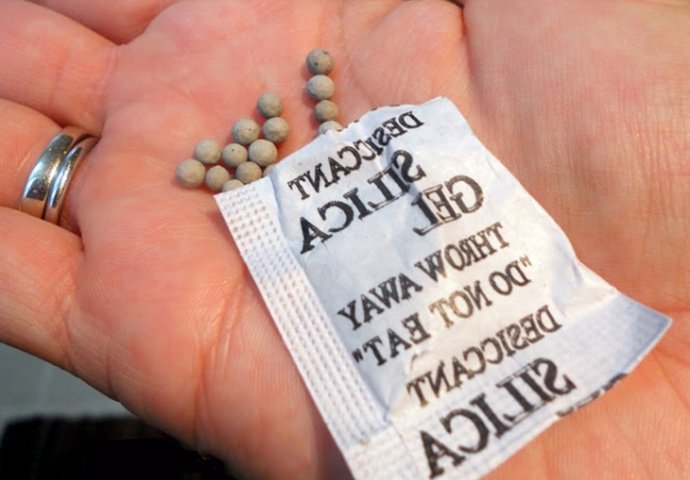 DESICCANT
SILICA
GEL
THROW AWAY
"DO NOT EAT"
DESICCANT
SILICA